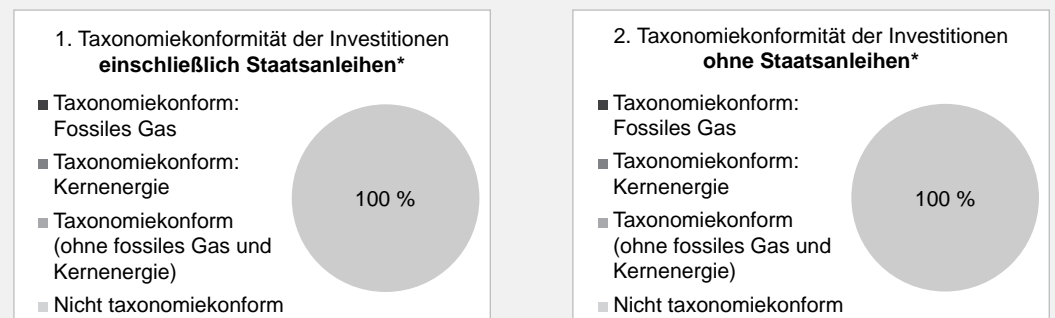 1. Taxonomiekonformität der Investitionen
einschließlich Staatsanleihen*
Taxonomiekonform:
Fossiles Gas
Taxonomiekonform:
Kernenergie
Taxonomiekonform
(ohne fossiles Gas und
Kernenergie)
Nicht taxonomiekonform
100 %
2. Taxonomiekonformität der Investitionen
ohne Staatsanleihen*
Taxonomiekonform:
Fossiles Gas
Taxonomiekonform:
Kernenergie
Taxonomiekonform
(ohne fossiles Gas und
Kernenergie)
Nicht taxonomiekonform
100 %